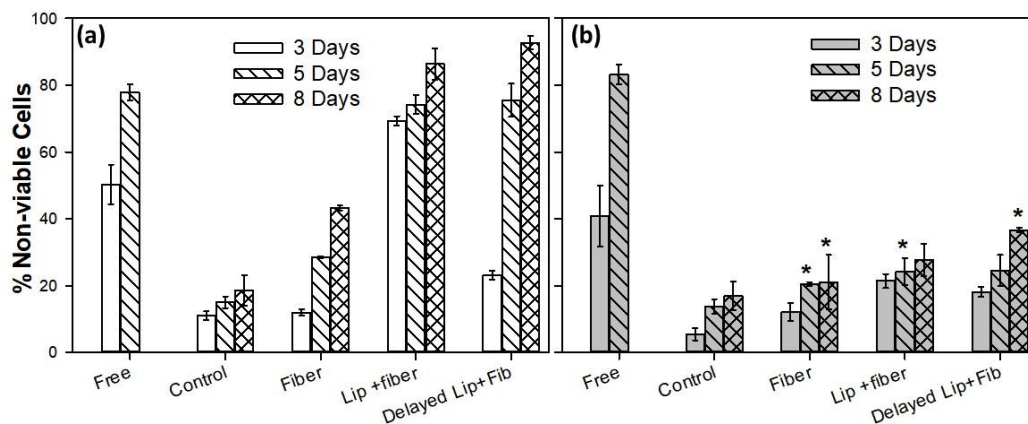 % Non-viable Cells
100
80
60
40
20
0
(a)
3 Days
5 Days
8 Days
Free
Control
Fiber
Lip +fiber
Delayed Lip+Fib
(b)
3 Days
5 Days
8 Days
* *
*
*
Free
Control
Fiber
Lip +fiber
Delayed Lip+Fib